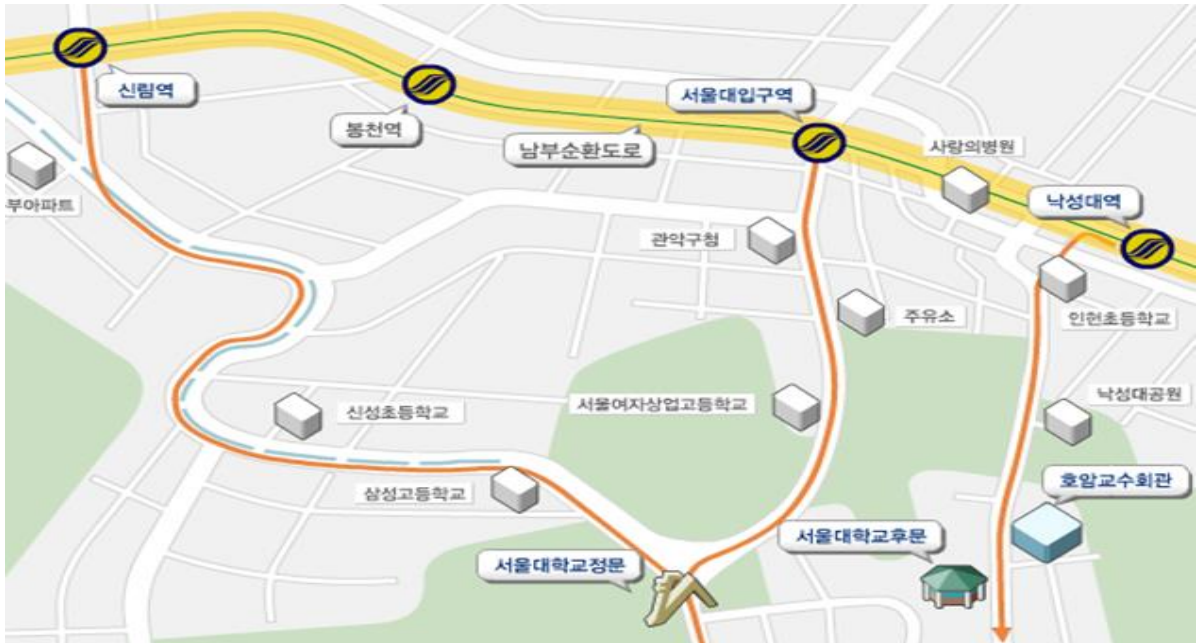 신림역
봉천역
서울대입구역
남부순환도로
사랑의병원
낙성대역
부아파트
관악구청
주유소
인헌초등학교
신성초등학교
서울여자상업고등학교
낙성대공원
삼성고등학교
호암교수회관
서울대학교정문
서울대학교후문